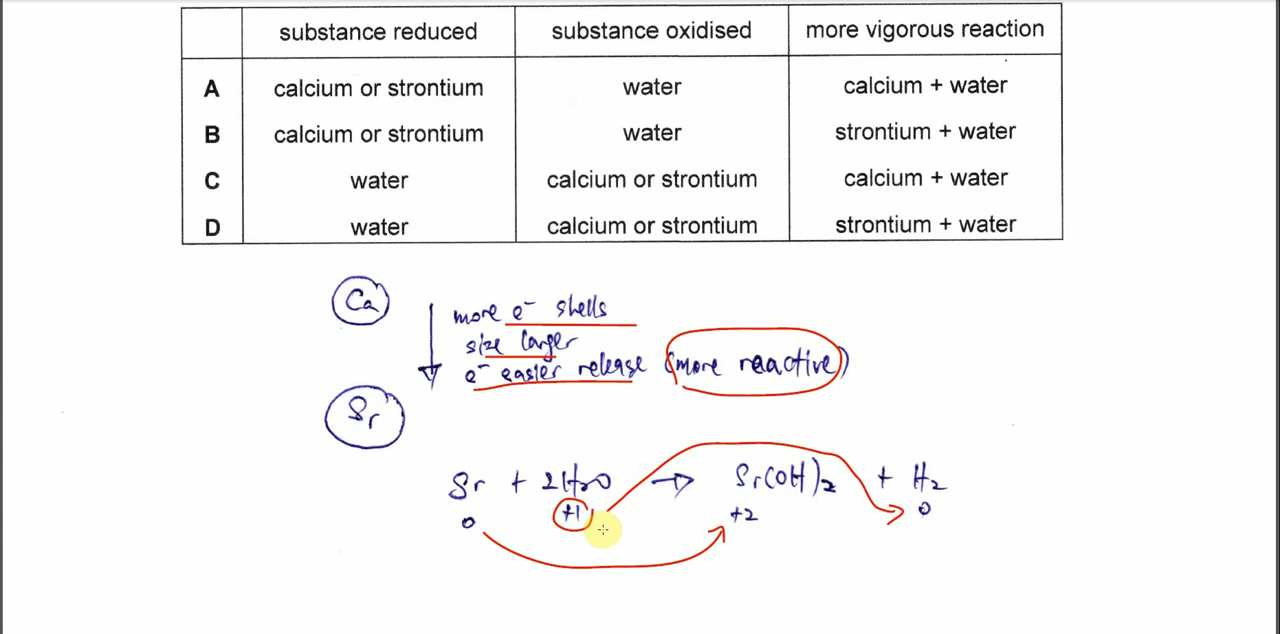 substance reduced substance oxidised more vigorous reaction
A calcium or strontium water calcium + water
B calcium or strontium water strontium + water
C water calcium or strontium calcium + water
D water calcium or strontium strontium + water
Ca
more e⁻ shells
size larger
e⁻ easier release (more reactive)
Sr
Sr + 2H₂O → Sr(OH)₂ + H₂
0 +1 +2 0